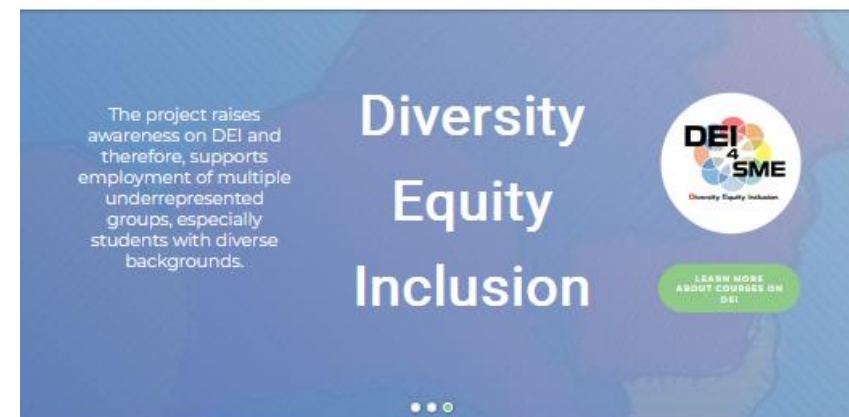 The project raises
awareness on DEI and
therefore, supports
employment of multiple
underrepresented
groups, especially
students with diverse
backgrounds.
Diversity
Equity
Inclusion
DEI
4
SME
Diversity Equity Inclusion
LEARN MORE
ABOUT COURSES ON
DEI